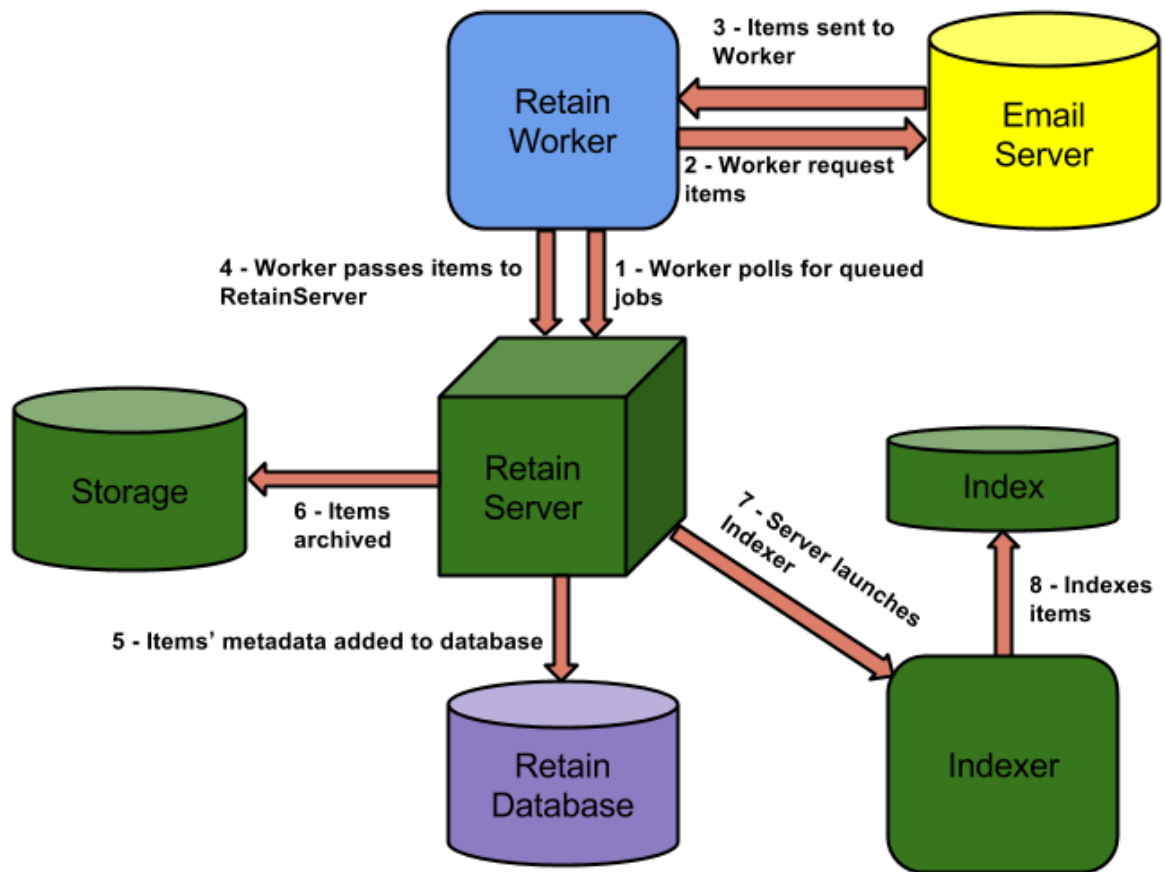 3 - Items sent to
Worker
Retain
Worker
Email
Server
2 - Worker request
items
4 - Worker passes items to
RetainServer
1 - Worker polls for queued
jobs
Storage
Retain
Server
Index
6 - Items
archived
7 - Server launches
Indexer
8 - Indexes
items
5 - Items’ metadata added to database
Retain
Database
Indexer